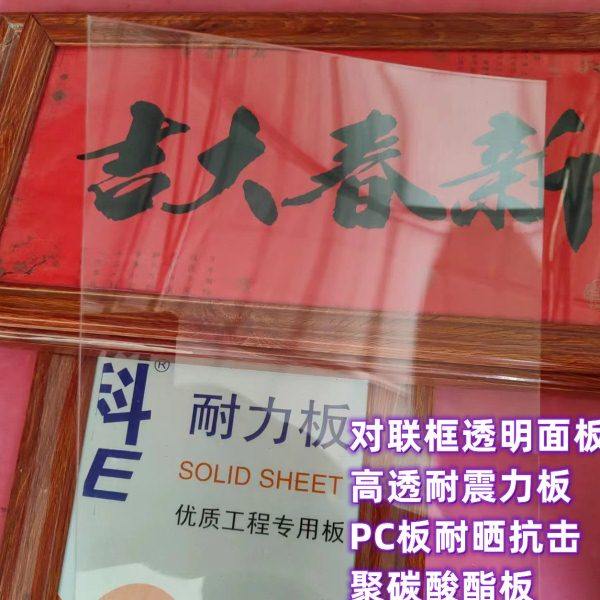 新春大吉
®
E
耐力板
SOLID SHEET
优质工程专用板
对联框透明面板
高透耐震力板
PC板耐晒抗击
聚碳酸酯板